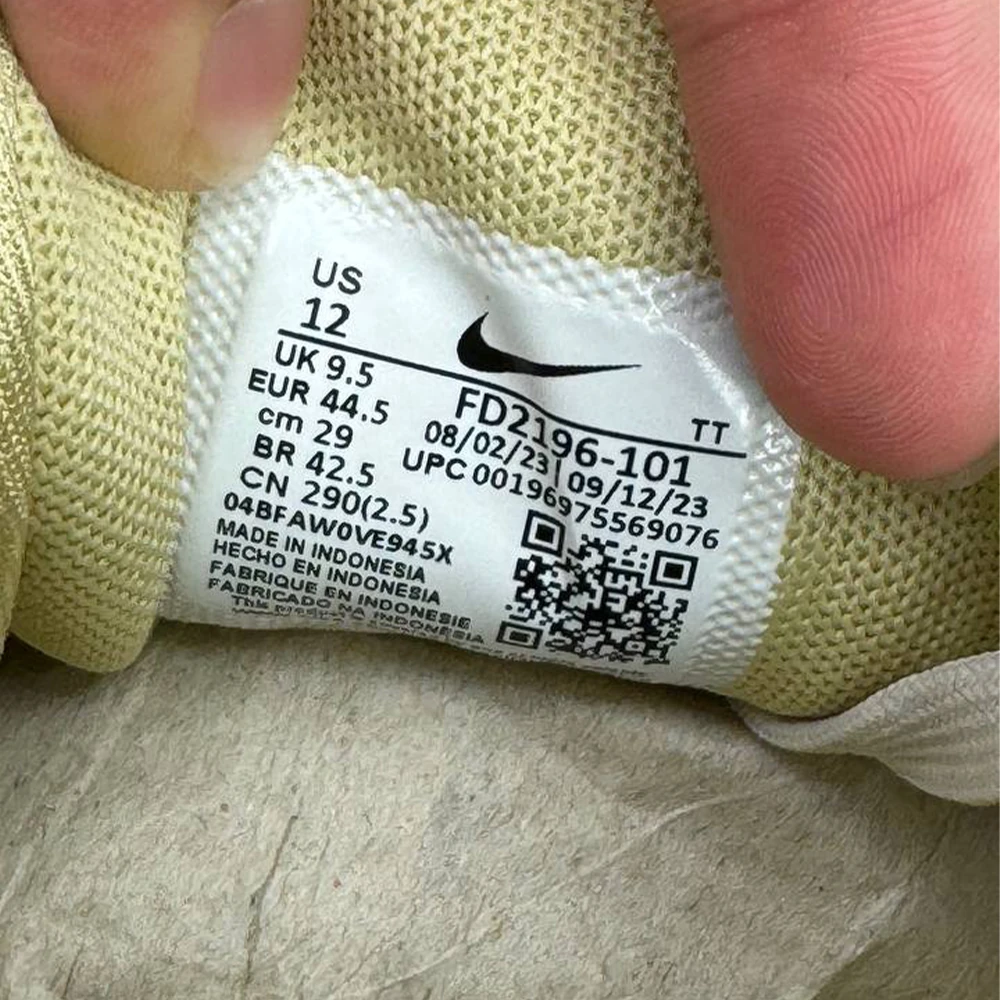 US
12
UK 9.5
EUR 44.5
cm 29
BR 42.5
CN 290(2.5)
04BFAW0VE945X
MADE IN INDONESIA
HECHO EN INDONESIA
FABRIQUE EN INDONESIE
FABRICADO NA INDONESIA
This product
TT
FD2196-101
08/02/23 | 09/12/23
UPC 00196975569076